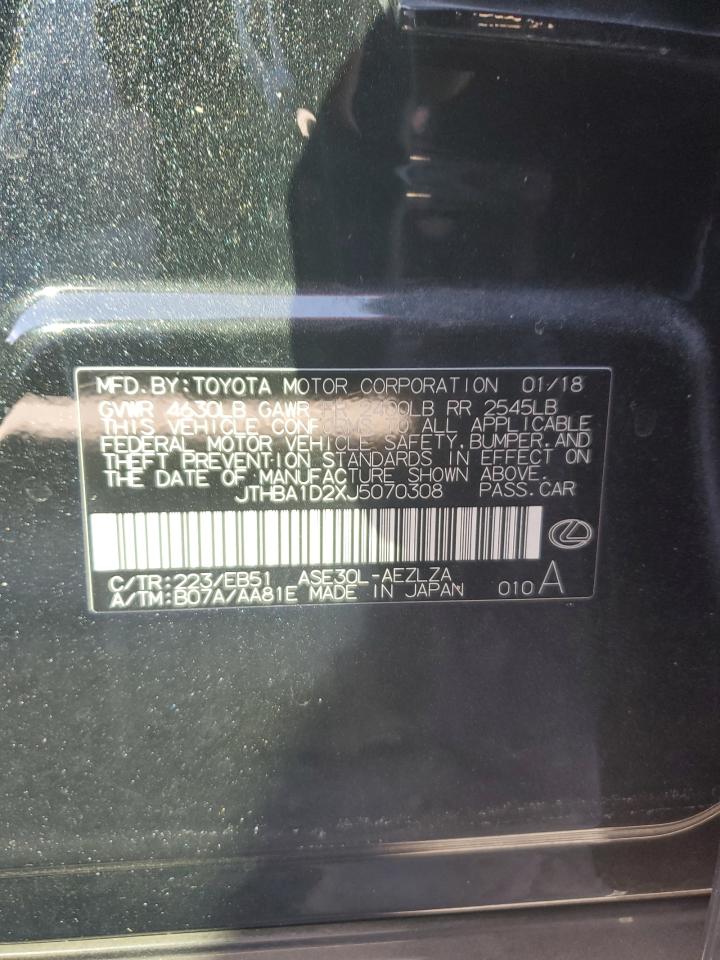 MFD. BY: TOYOTA MOTOR CORPORATION 01/18
GVWR 4630LB GAWR FR 2400LB RR 2545LB
THIS VEHICLE CONFORMS TO ALL APPLICABLE
FEDERAL MOTOR VEHICLE SAFETY, BUMPER, AND
THEFT PREVENTION STANDARDS IN EFFECT ON
THE DATE OF MANUFACTURE SHOWN ABOVE.
JTHBA1D2XJ5070308 PASS. CAR
C/TR: 223/EB51 ASE30L-AEZLZA
A/TM: B07A/AA81E MADE IN JAPAN 010 A